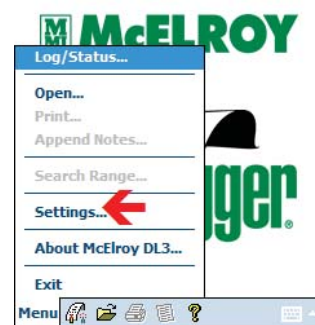 McELROY
Log/Status...
Open...
Print...
Append Notes...
Search Range...
Settings...
gger
About McElroy DL3...
Exit
Menu